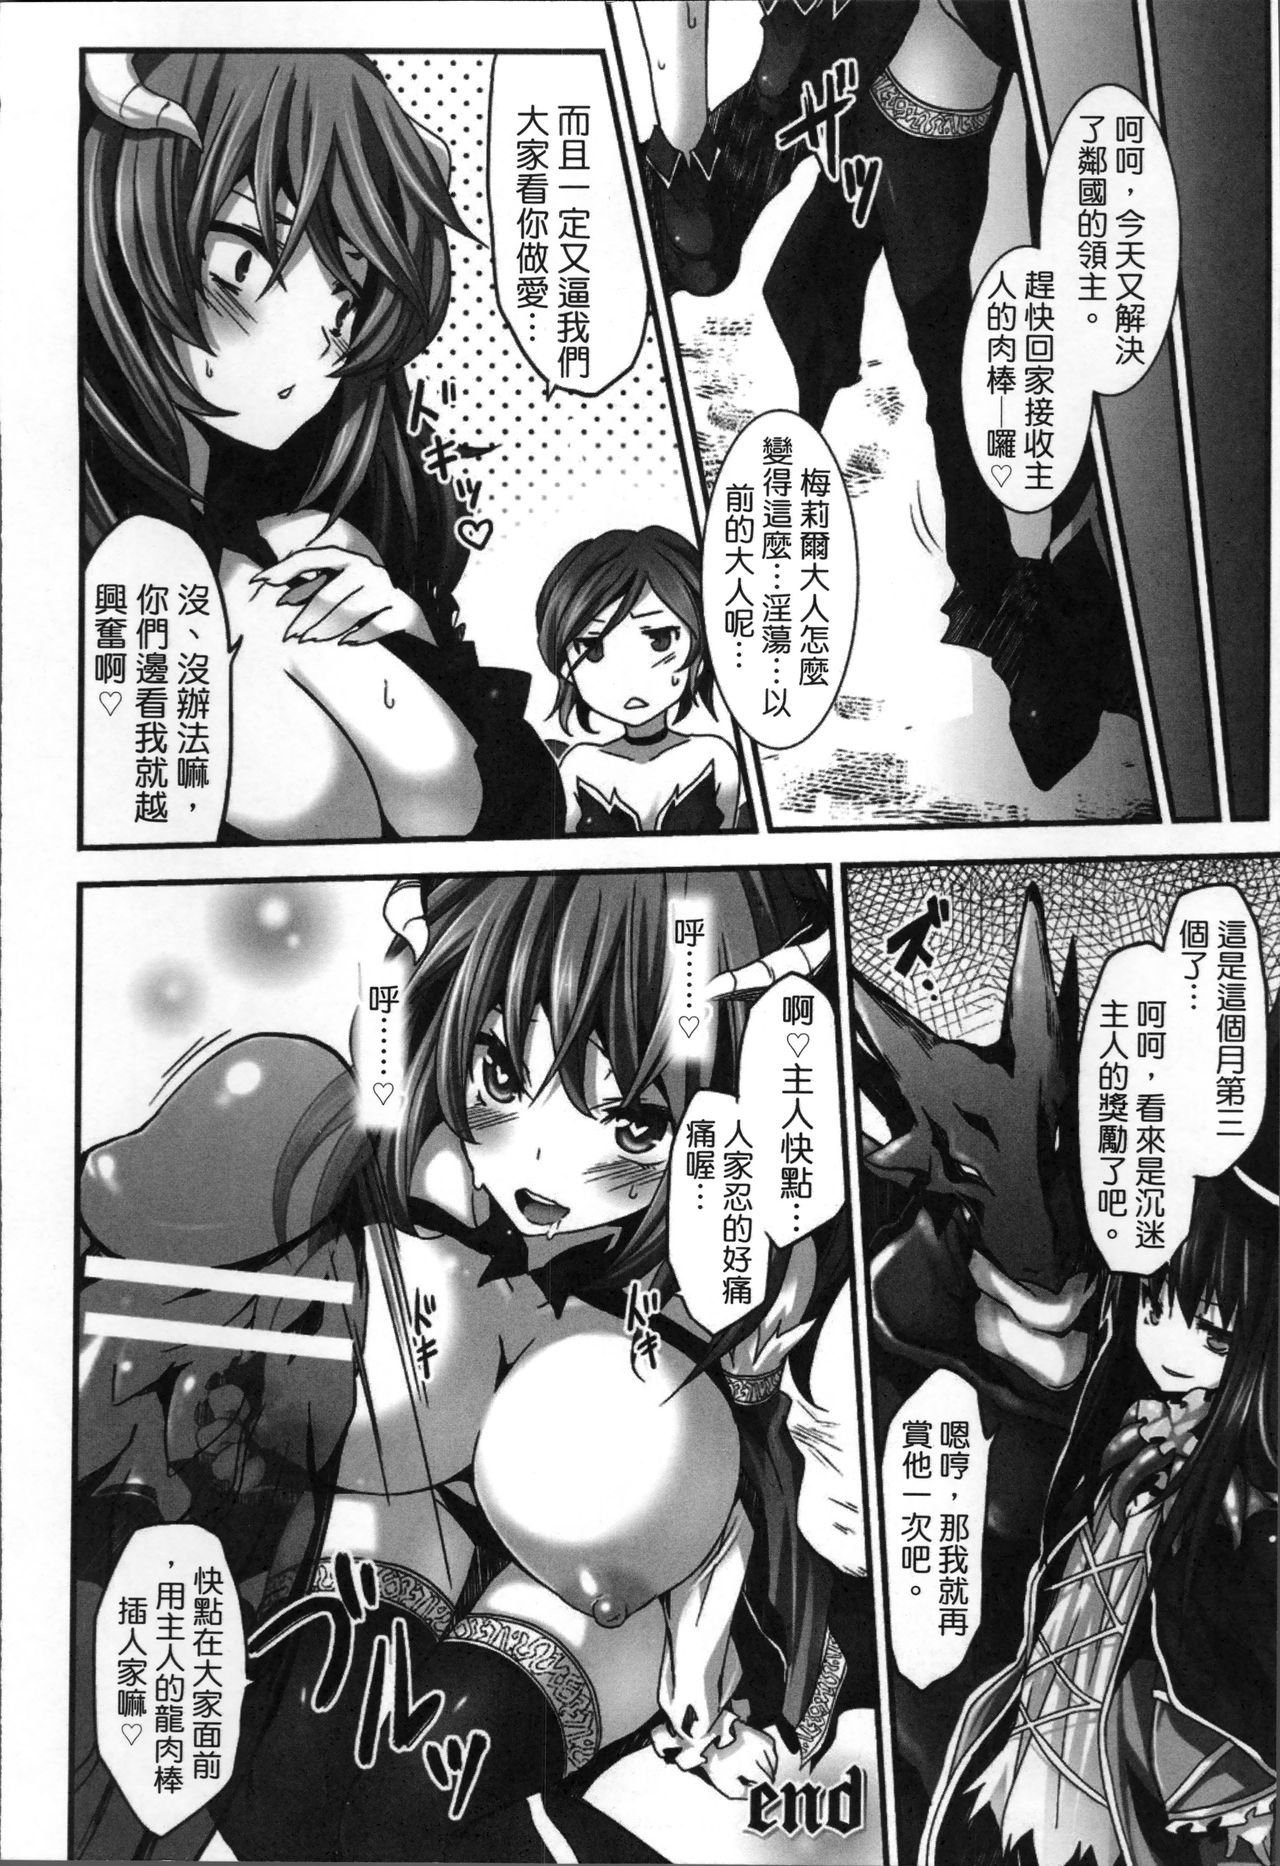 呵呵，今天又解決
了鄰國的領主。
趕快回家接收主
人的肉棒─囉♡
ザッ
梅莉爾大人怎麼
變得這麼…淫蕩…以
前的大人呢…
而且一定又逼我們
大家看你做愛…
ドキッ♡
沒、沒辦法嘛，
你們邊看我就越
興奮啊♡
這是這個月第三
個了…
呵呵，看來是沉迷
主人的獎勵了吧。
ズ…
嗯哼，那我就再
賞他一次吧。
啊♡主人快點…
人家忍的好痛
痛喔…
呼……♡
呼……♡
ドキ
ドキ
ブルッ
快點在大家面前
，用主人的龍肉棒
插人家嘛♡
end